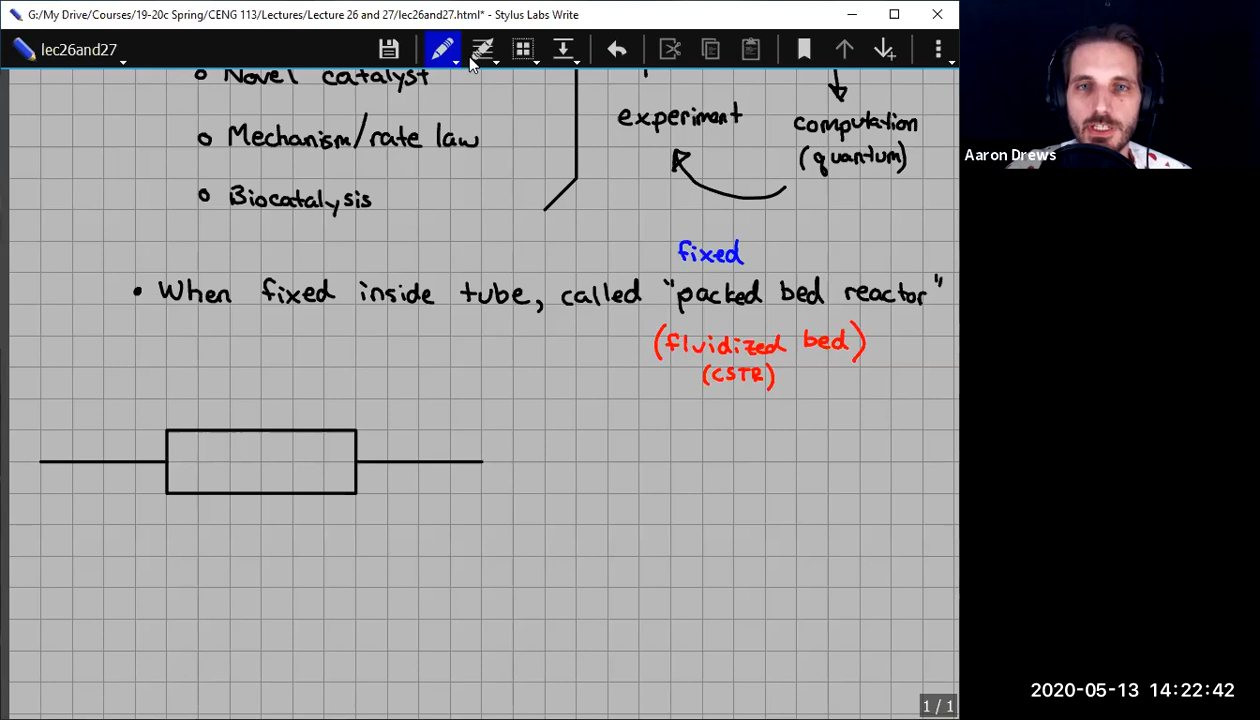 G:/My Drive/Courses/19-20c Spring/CENG 113/Lectures/Lecture 26 and 27/lec26and27.html* - Stylus Labs Write
lec26and27
Novel catalyst
experiment
computation
(quantum)
Mechanism/rate law
Biocatalysis
fixed
• When fixed inside tube, called "packed bed reactor"
(fluidized bed)
(CSTR)
Aaron Drews
1 / 1
2020-05-13 14:22:42